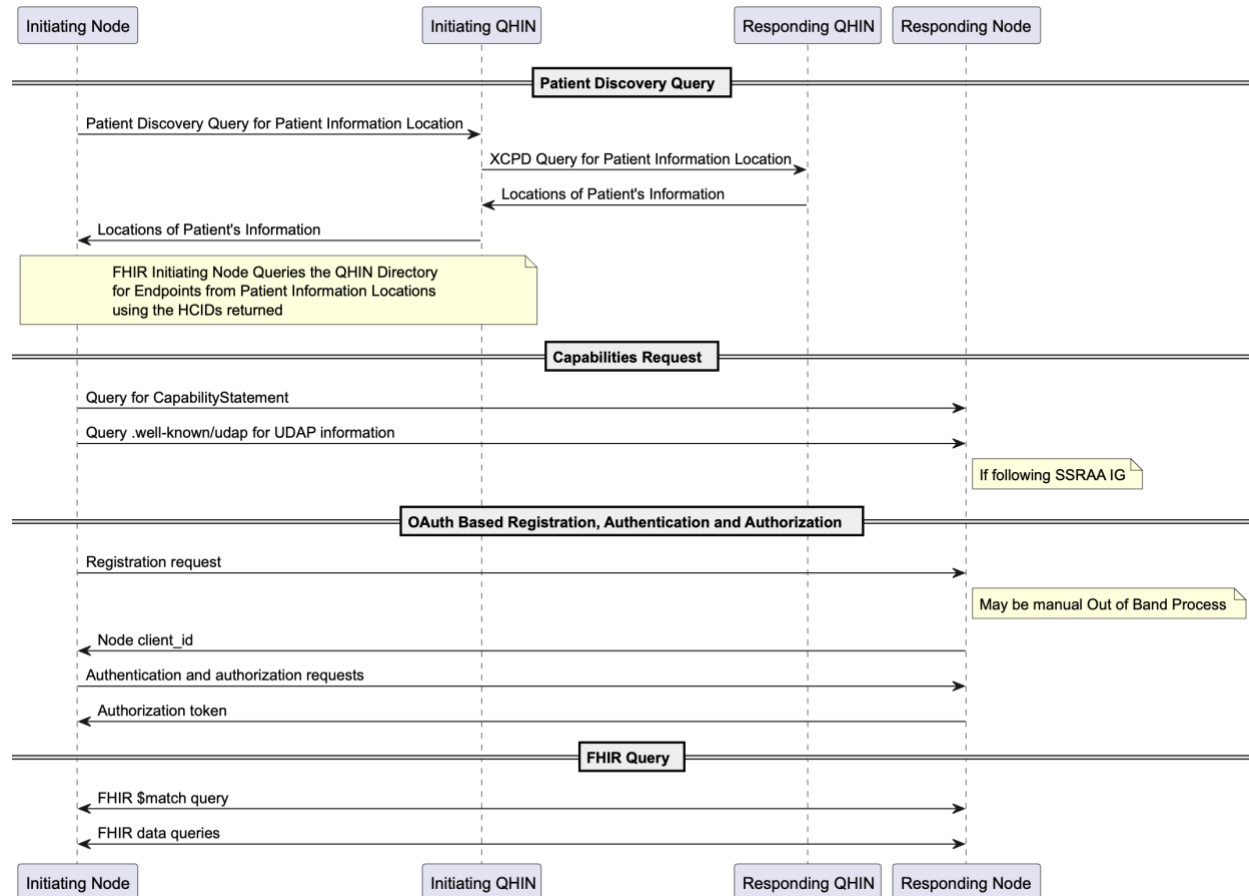 Initiating Node
Initiating QHIN
Responding QHIN
Responding Node
Patient Discovery Query
Patient Discovery Query for Patient Information Location
XCPD Query for Patient Information Location
Locations of Patient's Information
Locations of Patient's Information
FHIR Initiating Node Queries the QHIN Directory
for Endpoints from Patient Information Locations
using the HCIDs returned
Capabilities Request
Query for CapabilityStatement
Query .well-known/udap for UDAP information
If following SSRAA IG
OAuth Based Registration, Authentication and Authorization
Registration request
May be manual Out of Band Process
Node client_id
Authentication and authorization requests
Authorization token
FHIR Query
FHIR $match query
FHIR data queries
Initiating Node
Initiating QHIN
Responding QHIN
Responding Node